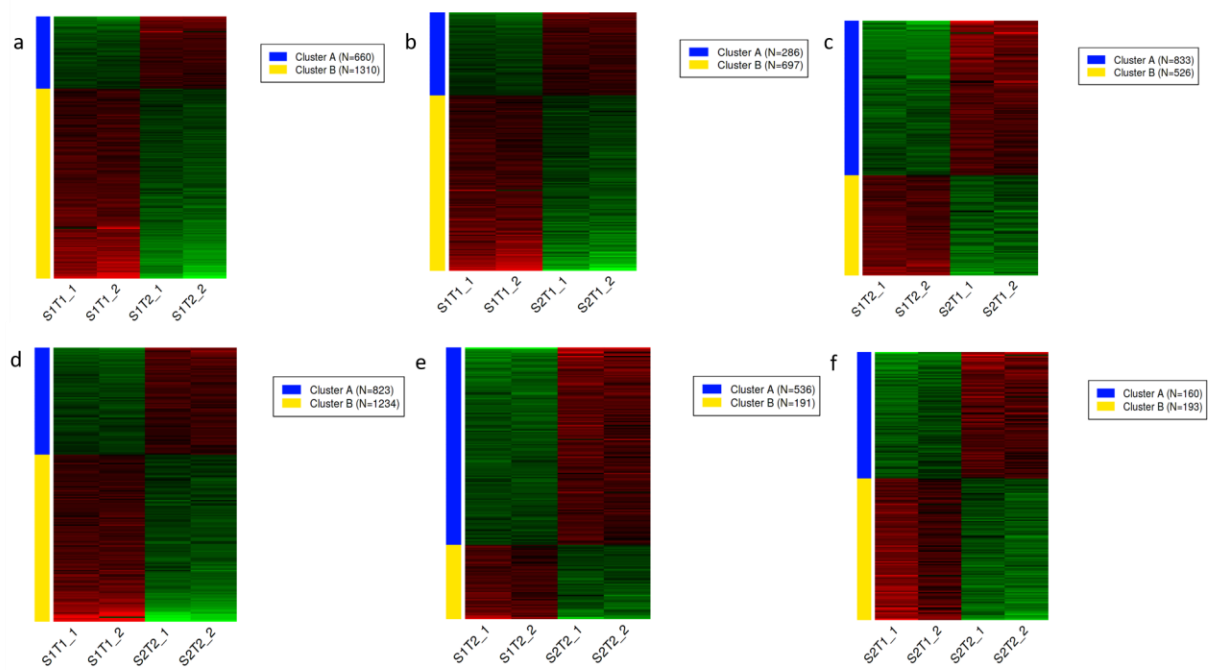 a
Cluster A (N=660)
Cluster B (N=1310)
S1T1_1 S1T1_2 S1T2_1 S1T2_2
b
Cluster A (N=286)
Cluster B (N=697)
S1T1_1 S1T1_2 S2T1_1 S2T1_2
c
Cluster A (N=833)
Cluster B (N=526)
S1T2_1 S1T2_2 S2T1_1 S2T1_2
d
Cluster A (N=823)
Cluster B (N=1234)
S1T1_1 S1T1_2 S2T2_1 S2T2_2
e
Cluster A (N=536)
Cluster B (N=191)
S1T2_1 S1T2_2 S2T2_1 S2T2_2
f
Cluster A (N=160)
Cluster B (N=193)
S2T1_1 S2T1_2 S2T2_1 S2T2_2